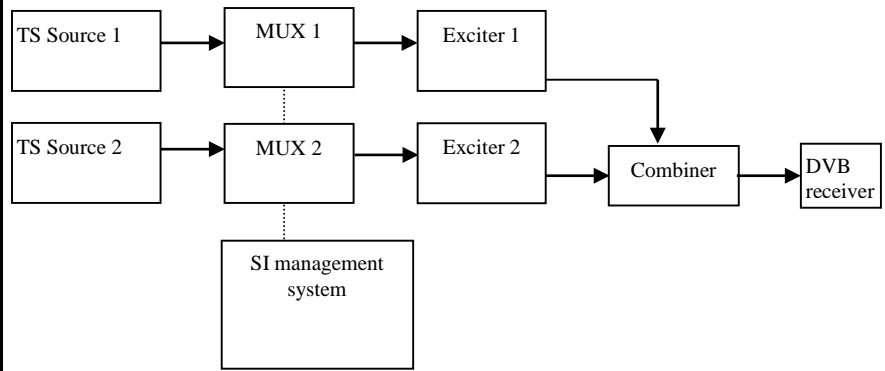 TS Source 1
MUX 1
Exciter 1
TS Source 2
MUX 2
Exciter 2
Combiner
DVB
receiver
SI management
system